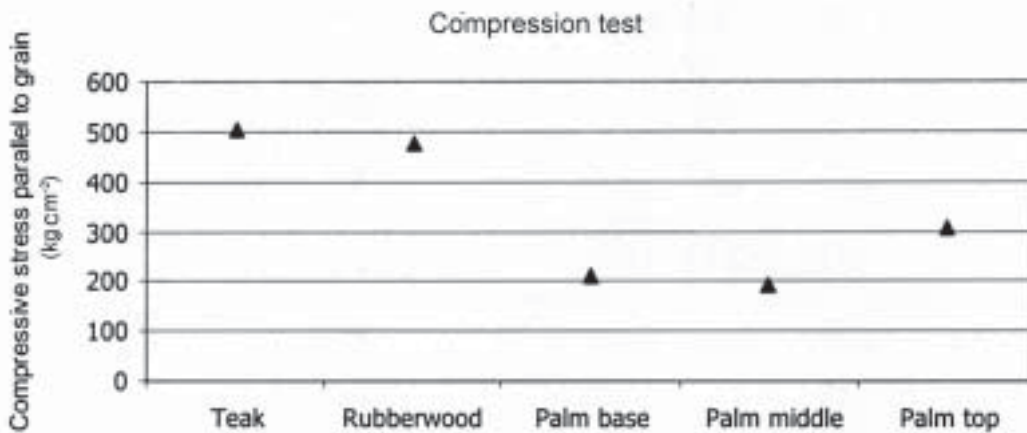 Compression test
Compressive stress parallel to grain
(kg cm⁻²)
600
500
400
300
200
100
0
Teak Rubberwood Palm base Palm middle Palm top